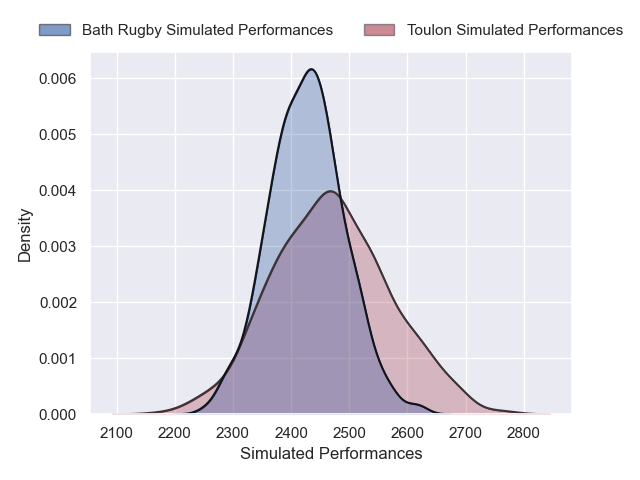 Bath Rugby Simulated Performances Toulon Simulated Performances
0.006
0.005
0.004
0.003
0.002
0.001
0.000
Density
2100 2200 2300 2400 2500 2600 2700 2800
Simulated Performances